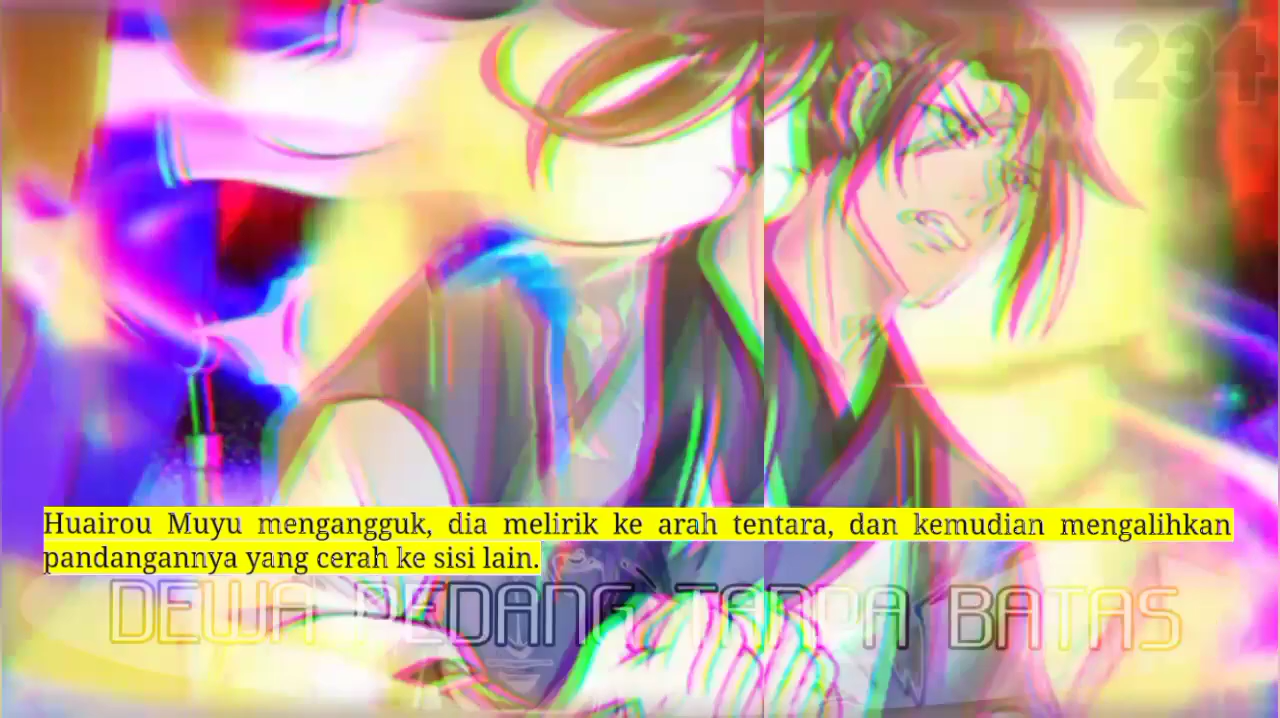 234
Huairou Muyu mengangguk, dia melirik ke arah tentara, dan kemudian mengalihkan
pandangannya yang cerah ke sisi lain.
DEWA PEDANG TANPA BATAS